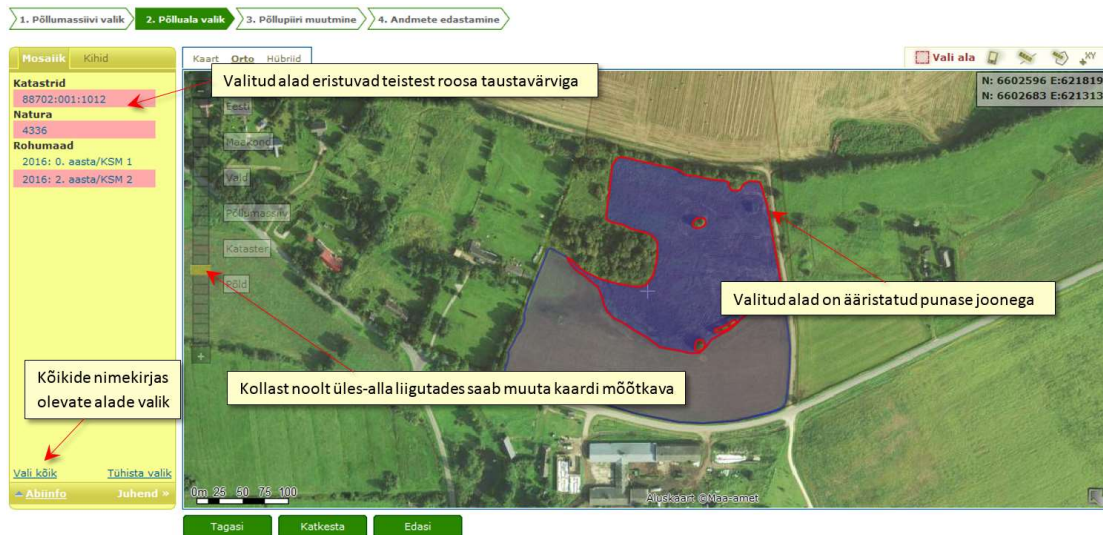 1. Põllumassiivi valik
2. Põlluala valik
3. Põllupiiri muutmine
4. Andmete edastamine
Mosaiik
Kihid
Katastrid
88702:001:1012
Natura
4336
Rohumaad
2016: 0. aasta/KSM 1
2016: 2. aasta/KSM 2
Vali kõik
Tühista valik
Abiinfo
Juhend »
Kaart Orto Hübriid
Vali ala
XY
N: 6602596 E:621819
N: 6602683 E:621313
Valitud alad eristuvad teistest roosa taustavärviga
Eesti
Maakond
Vald
Põllumassiiv
Kataster
Põld
Valitud alad on ääristatud punase joonega
Kollast noolt üles-alla liigutades saab muuta kaardi mõõtkava
Kõikide nimekirjas
olevate alade valik
0m 25 50 75 100
Aluskaart ©Maa-amet
Tagasi
Katkesta
Edasi